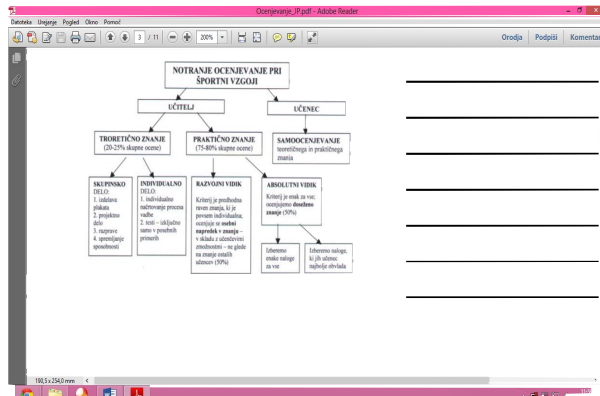 Ocenjevanje_IP.pdf - Adobe Reader
Datoteka Urejanje Pogled Okno Pomoč
3 / 11 200% Orodja Podpiši Komentar
NOTRANJE OCENJEVANJE PRI
ŠPORTNI VZGOJI
UČITELJ
UČENEC
TEORETIČNO ZNANJE
(20-25% skupne ocene)
PRAKTIČNO ZNANJE
(75-80% skupne ocene)
SAMOOCENJEVANJE
teoretičnega in praktičnega
znanja
SKUPINSKO
DELO:
1. izdelava
plakata
2. projektno
delo
3. razprave
4. spremljanje
sposobnosti
INDIVIDUALNO
DELO:
1. individualno
načrtovanje procesa
vadbe
2. testi – izključno
samo v posebnih
primerih
RAZVOJNI VIDIK
Kriterij je predhodna
raven znanja, ki je
povsem individualna,
ocenjuje se osebni
napredek v znanju –
v skladu z učenčevimi
zmožnostmi – ne glede
na znanje ostalih
učencev (50%)
ABSOLUTNI VIDIK
Kriterij je enak za vse;
ocenjujemo doseženo
znanje (50%)
Izberemo
enake naloge
za vse
Izberemo naloge,
ki jih učenec
najbolje obvlada
190,5 x 254,0 mm